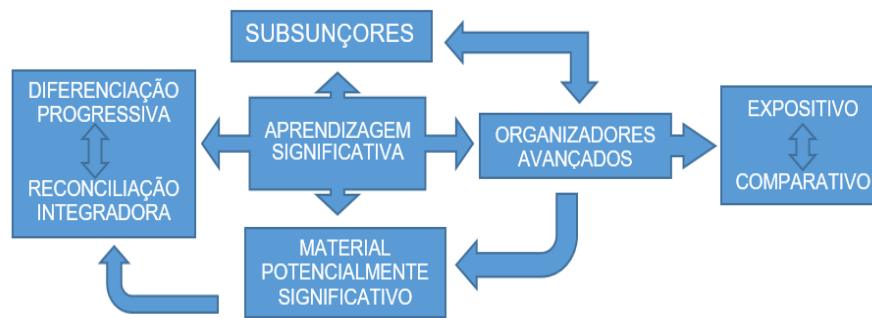 SUBSUNÇORES
DIFERENCIAÇÃO
PROGRESSIVA
RECONCILIAÇÃO
INTEGRADORA
APRENDIZAGEM
SIGNIFICATIVA
ORGANIZADORES
AVANÇADOS
EXPOSITIVO
COMPARATIVO
MATERIAL
POTENCIALMENTE
SIGNIFICATIVO